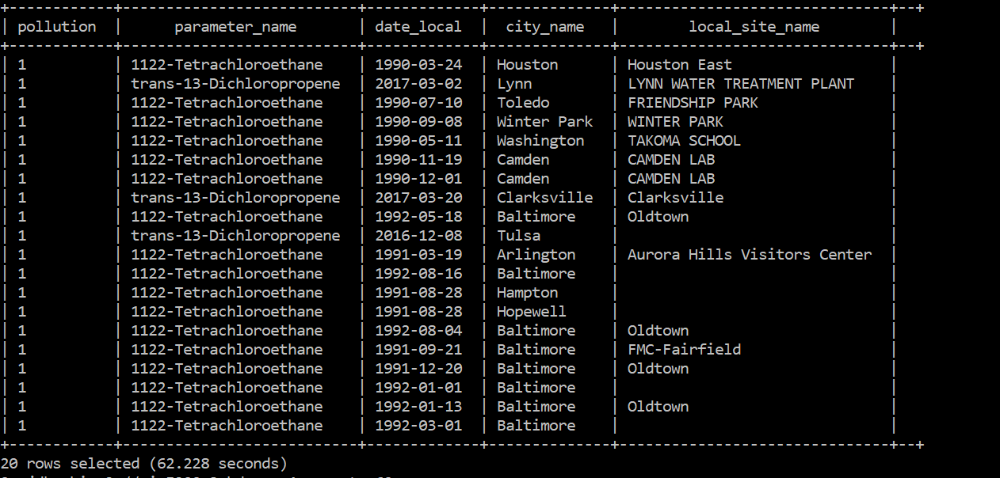 +------------+---------------------------+-------------+--------------+-------------------------------+--+
| pollution | parameter_name | date_local | city_name | local_site_name |
+------------+---------------------------+-------------+--------------+-------------------------------+--+
| 1 | 1122-Tetrachloroethane | 1990-03-24 | Houston | Houston East |
| 1 | trans-13-Dichloropropene | 2017-03-02 | Lynn | LYNN WATER TREATMENT PLANT |
| 1 | 1122-Tetrachloroethane | 1990-07-10 | Toledo | FRIENDSHIP PARK |
| 1 | 1122-Tetrachloroethane | 1990-09-08 | Winter Park | WINTER PARK |
| 1 | 1122-Tetrachloroethane | 1990-05-11 | Washington | TAKOMA SCHOOL |
| 1 | 1122-Tetrachloroethane | 1990-11-19 | Camden | CAMDEN LAB |
| 1 | 1122-Tetrachloroethane | 1990-12-01 | Camden | CAMDEN LAB |
| 1 | trans-13-Dichloropropene | 2017-03-20 | Clarksville | Clarksville |
| 1 | 1122-Tetrachloroethane | 1992-05-18 | Baltimore | Oldtown |
| 1 | trans-13-Dichloropropene | 2016-12-08 | Tulsa | |
| 1 | 1122-Tetrachloroethane | 1991-03-19 | Arlington | Aurora Hills Visitors Center |
| 1 | 1122-Tetrachloroethane | 1992-08-16 | Baltimore | |
| 1 | 1122-Tetrachloroethane | 1991-08-28 | Hampton | |
| 1 | 1122-Tetrachloroethane | 1991-08-28 | Hopewell | |
| 1 | 1122-Tetrachloroethane | 1992-08-04 | Baltimore | Oldtown |
| 1 | 1122-Tetrachloroethane | 1991-09-21 | Baltimore | FMC-Fairfield |
| 1 | 1122-Tetrachloroethane | 1991-12-20 | Baltimore | Oldtown |
| 1 | 1122-Tetrachloroethane | 1992-01-01 | Baltimore | |
| 1 | 1122-Tetrachloroethane | 1992-01-13 | Baltimore | Oldtown |
| 1 | 1122-Tetrachloroethane | 1992-03-01 | Baltimore | |
+------------+---------------------------+-------------+--------------+-------------------------------+--+
20 rows selected (62.228 seconds)